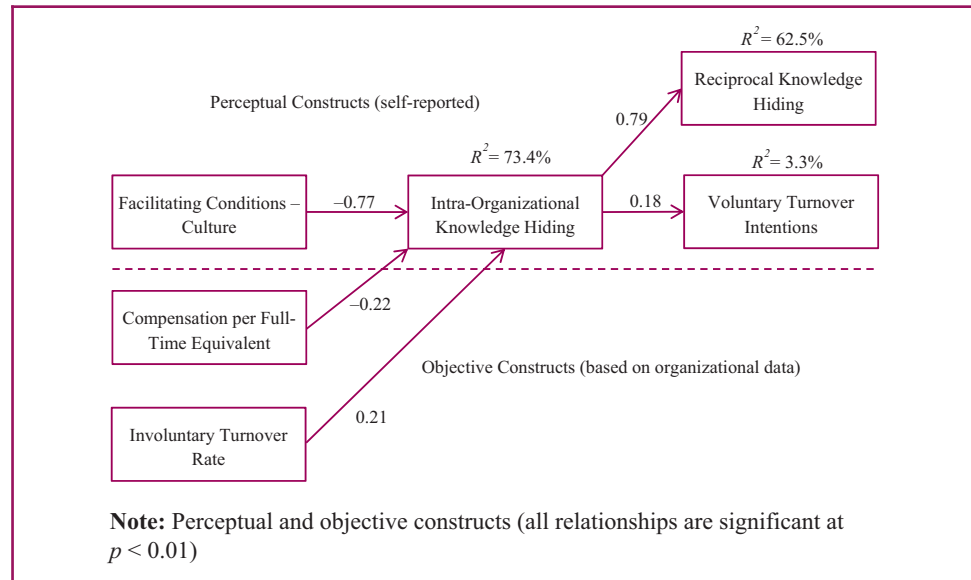 R² = 62.5%
Reciprocal Knowledge
Hiding
Perceptual Constructs (self-reported)
0.79
R² = 73.4%
R² = 3.3%
Facilitating Conditions –
Culture
–0.77
Intra-Organizational
Knowledge Hiding
0.18
Voluntary Turnover
Intentions
Compensation per Full-
Time Equivalent
–0.22
Objective Constructs (based on organizational data)
0.21
Involuntary Turnover
Rate
Note: Perceptual and objective constructs (all relationships are significant at
p < 0.01)